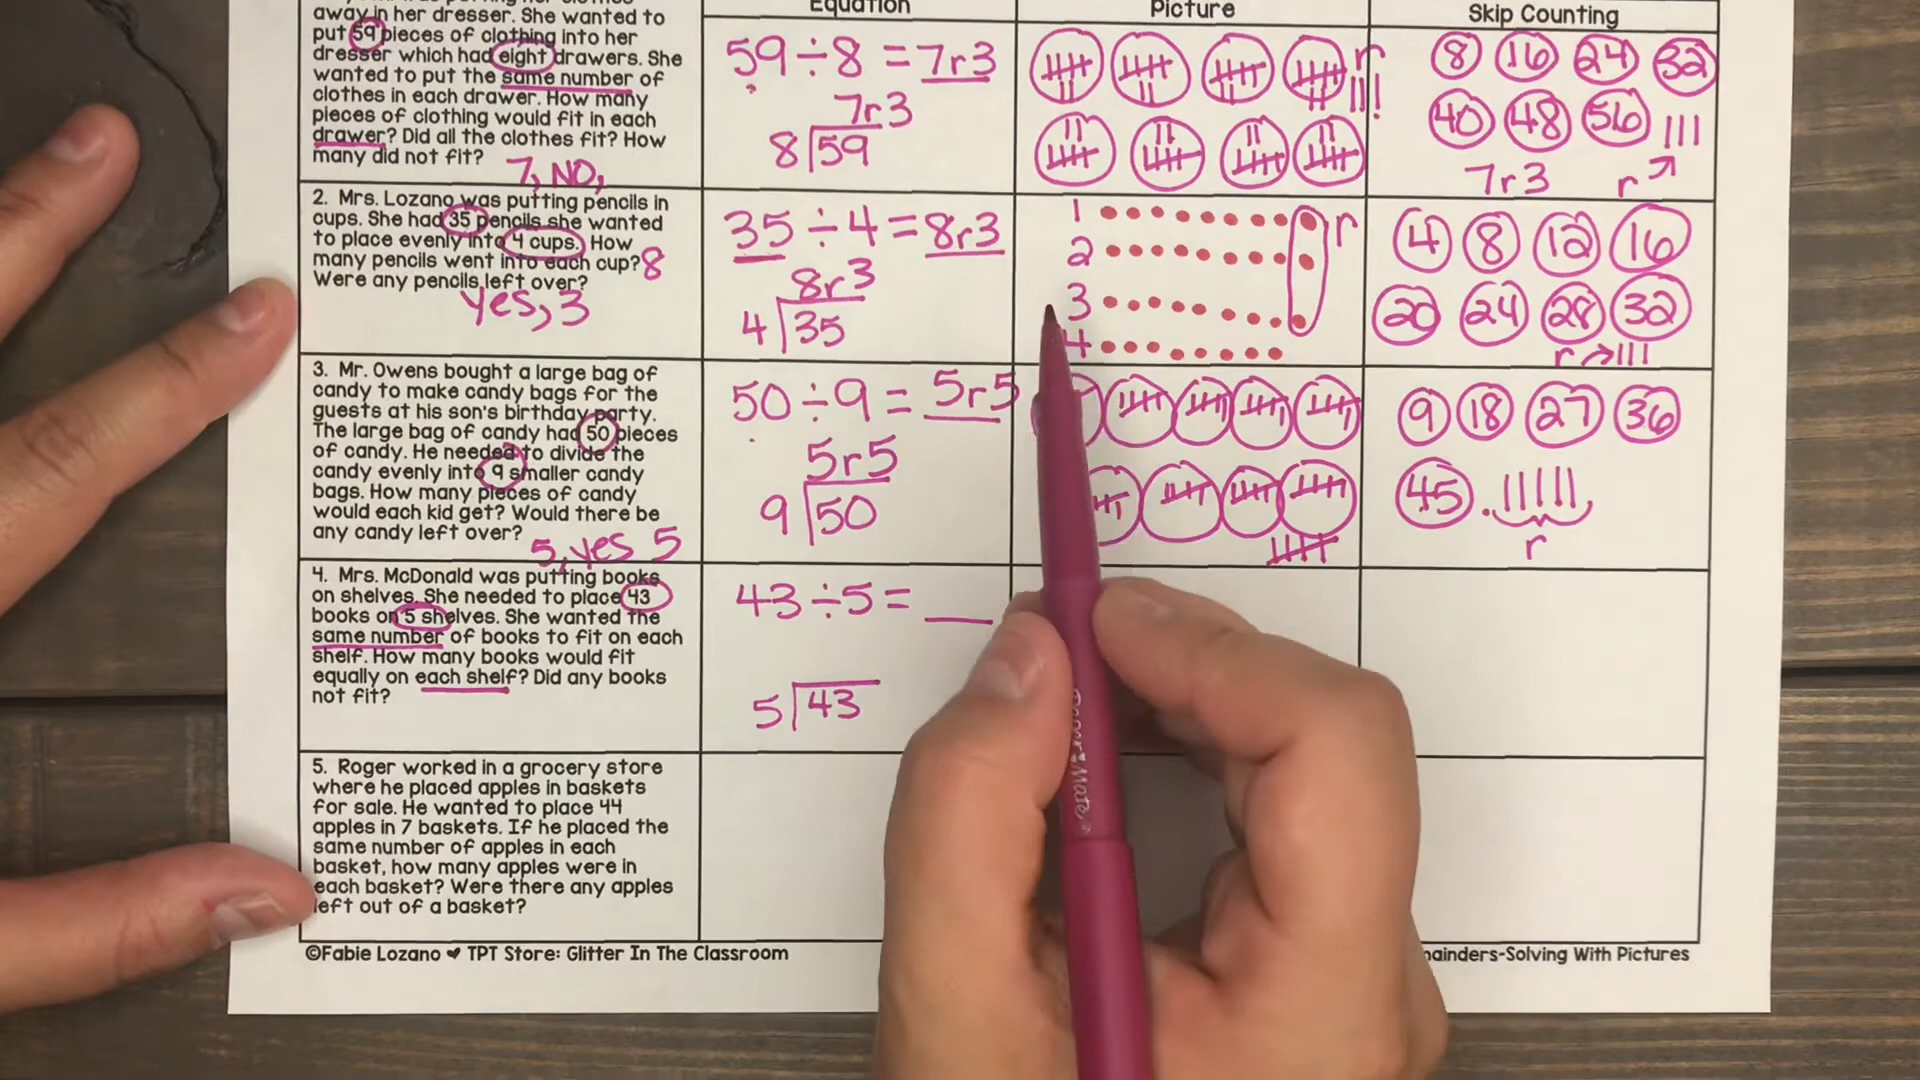 Equation
Picture
Skip Counting
away in her dresser. She wanted to
put 59 pieces of clothing into her
dresser which had eight drawers. She
wanted to put the same number of
clothes in each drawer. How many
pieces of clothing would fit in each
drawer? Did all the clothes fit? How
many did not fit?
7, NO,
59 ÷ 8 = 7r3
7r3
8 59
r
8 16 24 32
40 48 56
7r3 r
2. Mrs. Lozano was putting pencils in
cups. She had 35 pencils she wanted
to place evenly into 4 cups. How
many pencils went into each cup? 8
Were any pencils left over?
yes, 3
35 ÷ 4 = 8r3
8r3
4 35
1 r
2
3
4
4 8 12 16
20 24 28 32
r
3. Mr. Owens bought a large bag of
candy to make candy bags for the
guests at his son's birthday party.
The large bag of candy had 50 pieces
of candy. He needed to divide the
candy evenly into 9 smaller candy
bags. How many pieces of candy
would each kid get? Would there be
any candy left over?
5, yes 5
50 ÷ 9 = 5r5
5r5
9 50
9 18 27 36
45
r
4. Mrs. McDonald was putting books
on shelves. She needed to place 43
books on 5 shelves. She wanted the
same number of books to fit on each
shelf. How many books would fit
equally on each shelf? Did any books
not fit?
43 ÷ 5 = __
5 43
5. Roger worked in a grocery store
where he placed apples in baskets
for sale. He wanted to place 44
apples in 7 baskets. If he placed the
same number of apples in each
basket, how many apples were in
each basket? Were there any apples
left out of a basket?
©Fabie Lozano ♥ TPT Store: Glitter In The Classroom
ainders-Solving With Pictures
Paper:Mate®